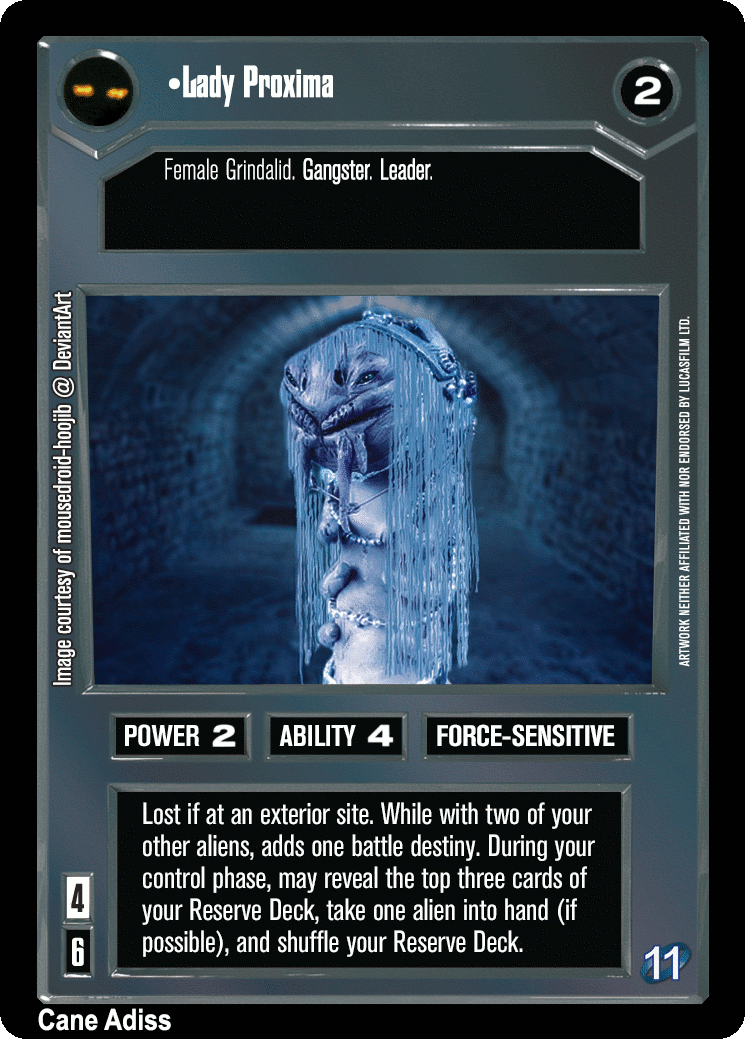 •Lady Proxima
2
Female Grindalid. Gangster. Leader.
Image courtesy of mousedroid-hoojib @ DeviantArt
ARTWORK NEITHER AFFILIATED WITH NOR ENDORSED BY LUCASFILM LTD.
POWER 2 ABILITY 4 FORCE-SENSITIVE
Lost if at an exterior site. While with two of your
other aliens, adds one battle destiny. During your
control phase, may reveal the top three cards of
your Reserve Deck, take one alien into hand (if
possible), and shuffle your Reserve Deck.
4
6
11
Cane Adiss